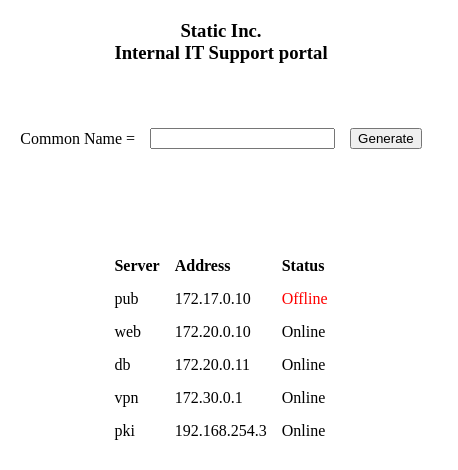 Static Inc.
Internal IT Support portal
Common Name = Generate
Server Address Status
pub 172.17.0.10 Offline
web 172.20.0.10 Online
db 172.20.0.11 Online
vpn 172.30.0.1 Online
pki 192.168.254.3 Online